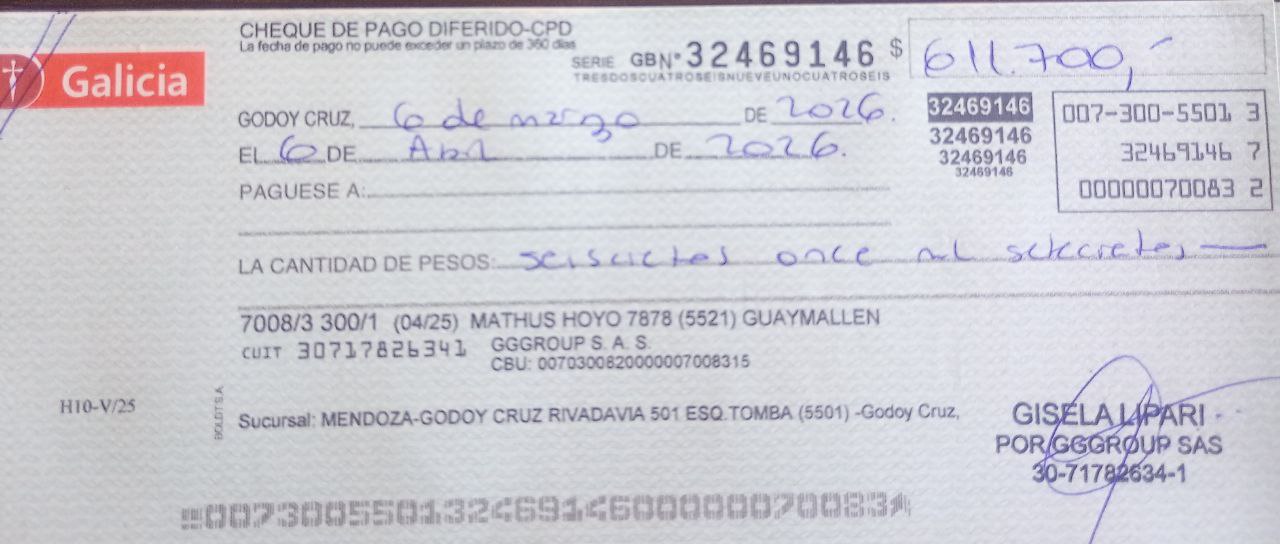 CHEQUE DE PAGO DIFERIDO-CPD
La fecha de pago no puede exceder un plazo de 360 días
SERIE GB Nº 32469146 $ 611.700,-
TRESDOSCUATROSEISNUEVEUNOCUATROSEIS
Galicia
GODOY CRUZ, 6 de marzo DE 2026.
EL 6 DE Abril DE 2026.
32469146
32469146
32469146
32469146
007-300-5501 3
32469146 7
00000070083 2
PAGUESE A:
LA CANTIDAD DE PESOS: seiscientos once mil setecientos
7008/3 300/1 (04/25) MATHUS HOYO 7878 (5521) GUAYMALLEN
CUIT 30717826341 GGGROUP S. A. S.
CBU: 0070300820000007008315
H10-V/25
BOLDT S.A.
Sucursal: MENDOZA-GODOY CRUZ RIVADAVIA 501 ESQ.TOMBA (5501) -Godoy Cruz,
GISELA LIPARI
POR GGGROUP SAS
30-71782634-1
00730055013246914600000070083